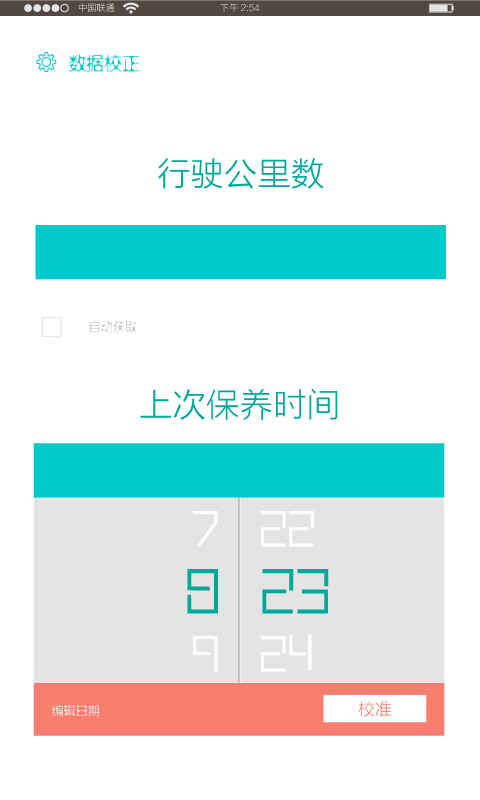 中国联通 下午 2:54
数据校正
行驶公里数
自动获取
上次保养时间
7 22
9 23
9 24
编辑日期 校准